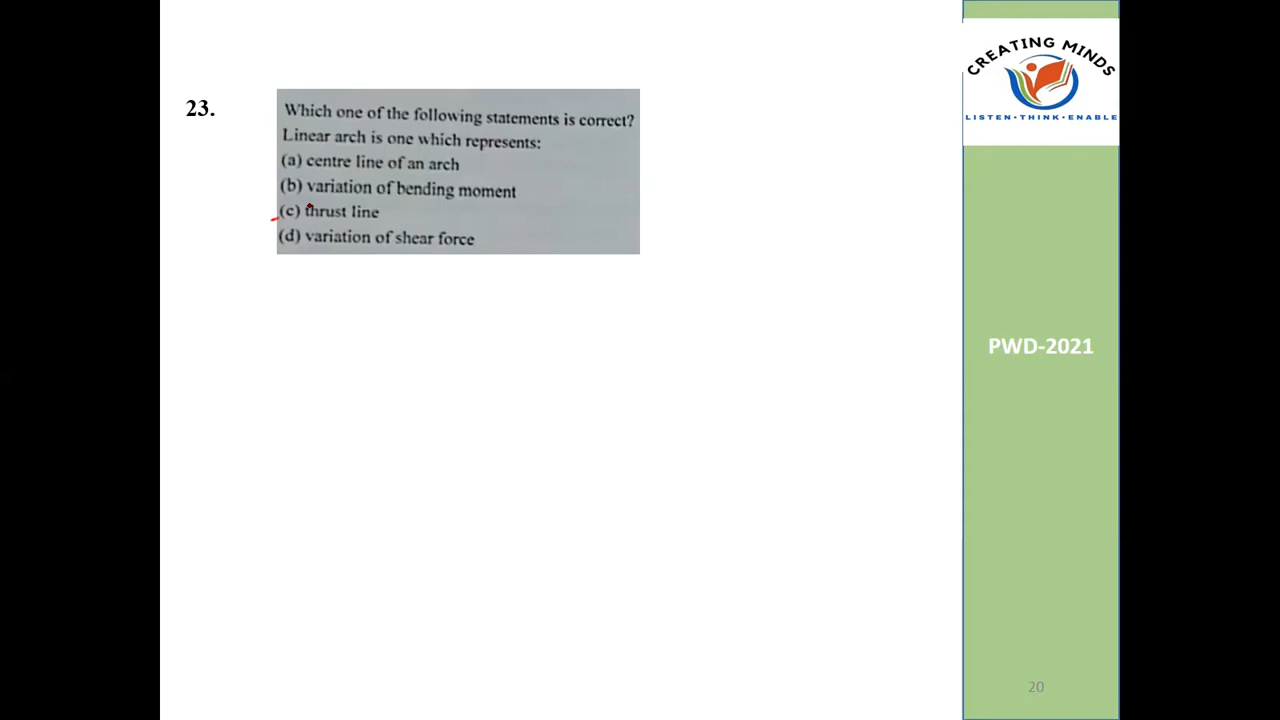 CREATING MINDS
LISTEN•THINK•ENABLE
23.
Which one of the following statements is correct?
Linear arch is one which represents:
(a) centre line of an arch
(b) variation of bending moment
(c) thrust line
(d) variation of shear force
PWD-2021
20